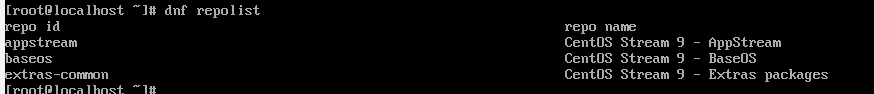 [root@localhost ~]# dnf repolist
repo id repo name
appstream CentOS Stream 9 - AppStream
baseos CentOS Stream 9 - BaseOS
extras-common CentOS Stream 9 - Extras packages
[root@localhost ~]#